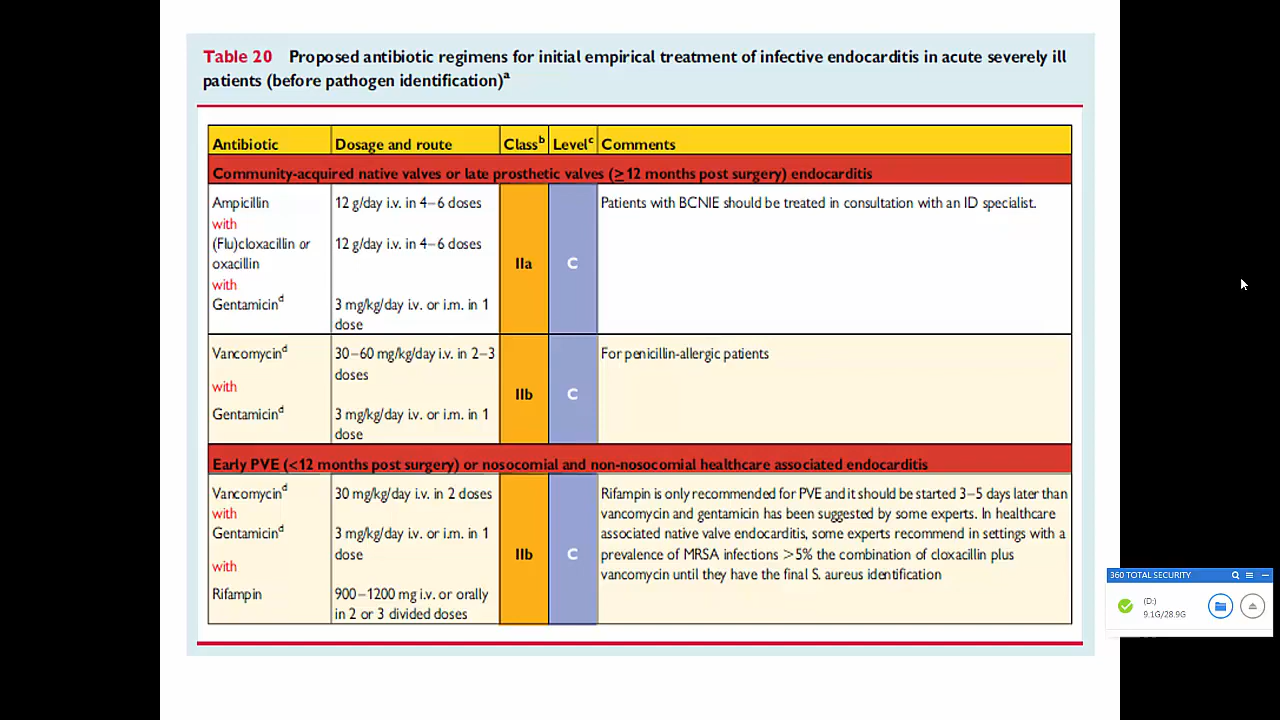 Table 20 Proposed antibiotic regimens for initial empirical treatment of infective endocarditis in acute severely ill
patients (before pathogen identification)a
Antibiotic Dosage and route Classb Levelc Comments
Community-acquired native valves or late prosthetic valves (≥12 months post surgery) endocarditis
Ampicillin 12 g/day i.v. in 4–6 doses Patients with BCNIE should be treated in consultation with an ID specialist.
with
(Flu)cloxacillin or 12 g/day i.v. in 4–6 doses
oxacillin IIa C
with
Gentamicind 3 mg/kg/day i.v. or i.m. in 1
dose
Vancomycind 30–60 mg/kg/day i.v. in 2–3 For penicillin-allergic patients
doses
with IIb C
Gentamicind 3 mg/kg/day i.v. or i.m. in 1
dose
Early PVE (<12 months post surgery) or nosocomial and non-nosocomial healthcare associated endocarditis
Vancomycind 30 mg/kg/day i.v. in 2 doses Rifampin is only recommended for PVE and it should be started 3–5 days later than
with vancomycin and gentamicin has been suggested by some experts. In healthcare
Gentamicind 3 mg/kg/day i.v. or i.m. in 1 associated native valve endocarditis, some experts recommend in settings with a
dose IIb C prevalence of MRSA infections >5% the combination of cloxacillin plus
with vancomycin until they have the final S. aureus identification
Rifampin 900–1200 mg i.v. or orally
in 2 or 3 divided doses
360 TOTAL SECURITY
(D:)
9.1G/28.9G